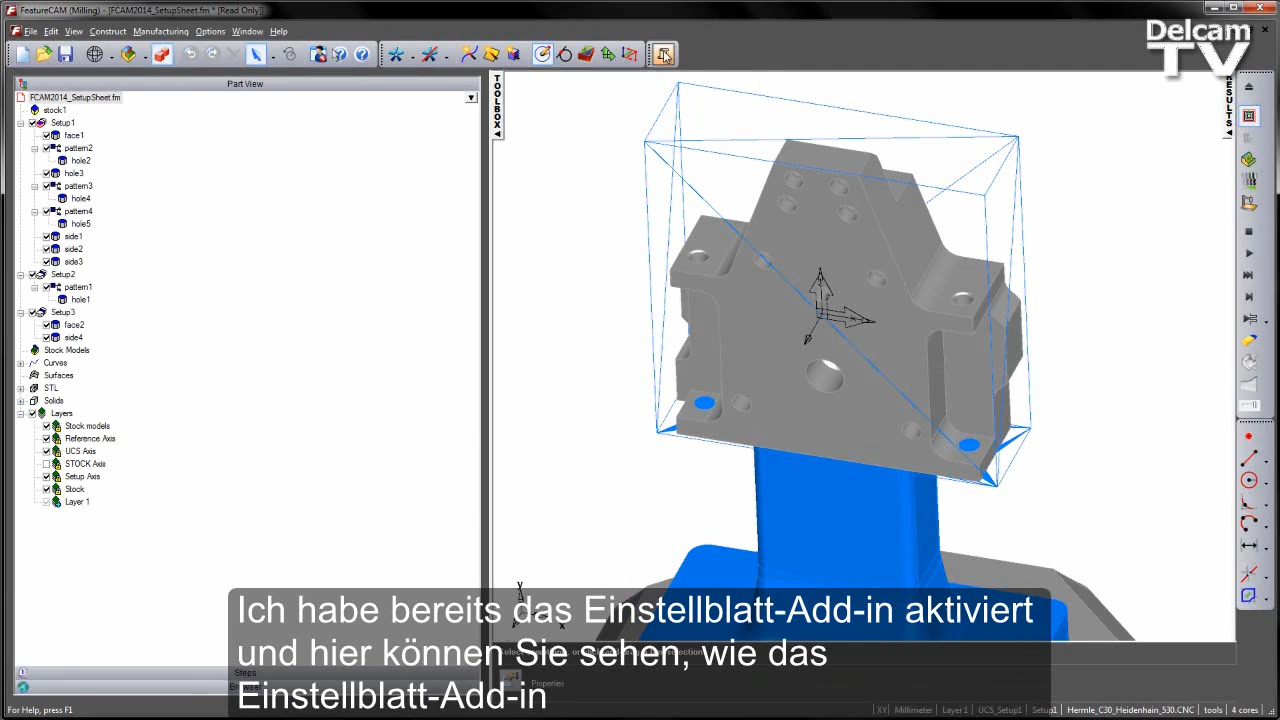 FeatureCAM (Milling) - [FCAM2014_SetupSheet.fm * [Read Only]]
File Edit View Construct Manufacturing Options Window Help
Delcam
TV
Part View
TOOLBOX
RESULTS
FCAM2014_SetupSheet.fm
stock1
Setup1
face1
pattern2
hole2
hole3
pattern3
hole4
pattern4
hole5
side1
side2
side3
Setup2
pattern1
hole1
Setup3
face2
side4
Stock Models
Curves
Surfaces
STL
Solids
Layers
Stock models
Reference Axis
UCS Axis
STOCK Axis
Setup Axis
Stock
Layer 1
Ich habe bereits das Einstellblatt-Add-in aktiviert
und hier können Sie sehen, wie das
Einstellblatt-Add-in
Steps
Properties
For Help, press F1
XY Millimeter Layer 1 UCS_Setup1 Setup1 Hermle_C30_Heidenhain_530.CNC tools 4 cores